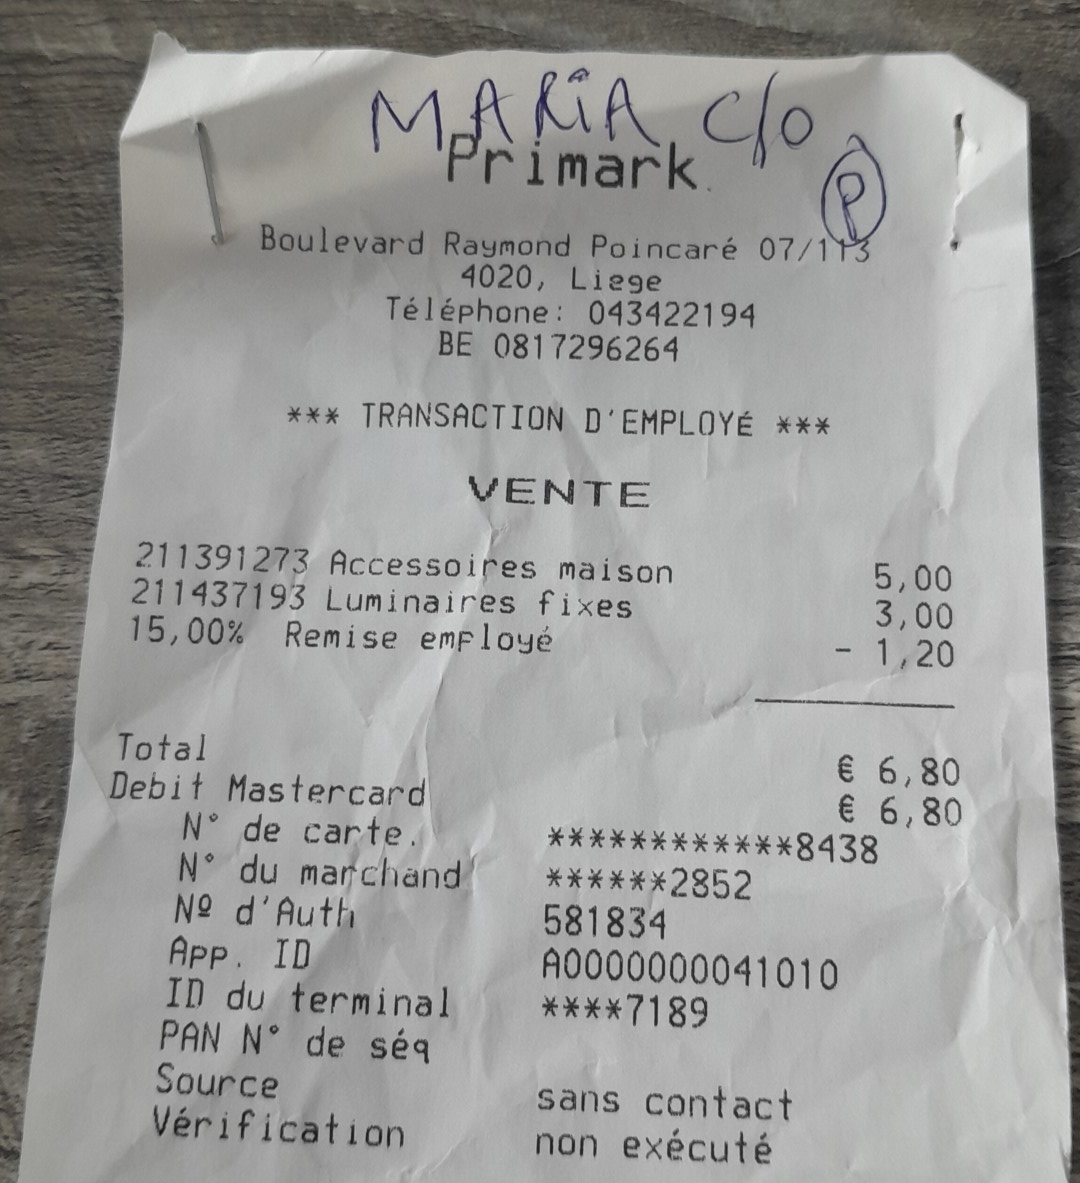 MARIA C/O
Primark
P
Boulevard Raymond Poincaré 07/113
4020, Liege
Téléphone: 043422194
BE 0817296264
*** TRANSACTION D'EMPLOYÉ ***
VENTE
211391273 Accessoires maison 5,00
211437193 Luminaires fixes 3,00
15,00% Remise employé - 1,20
Total € 6,80
Debit Mastercard € 6,80
N° de carte. ************8438
N° du marchand ******2852
Nº d'Auth 581834
App. ID A0000000041010
ID du terminal ****7189
PAN N° de séq
Source sans contact
Vérification non exécuté